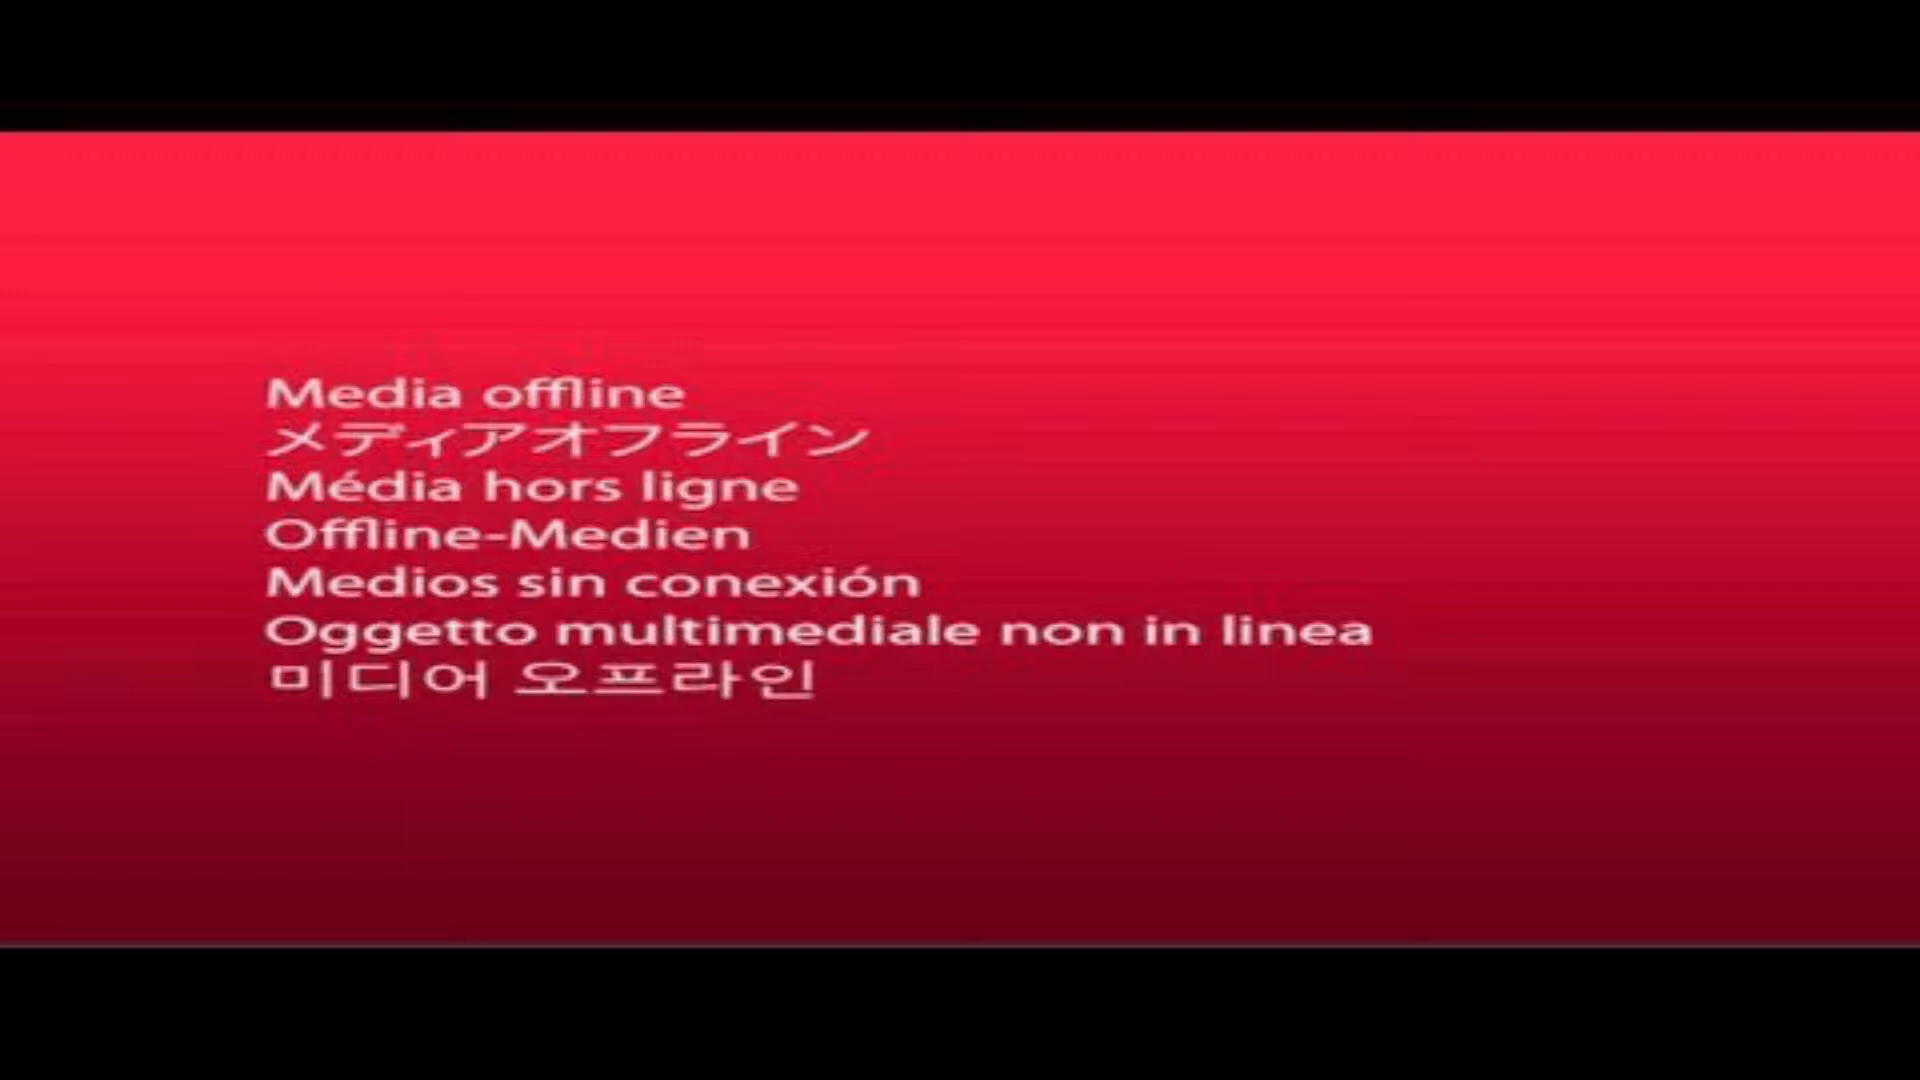 Media offline
メディアオフライン
Média hors ligne
Offline-Medien
Medios sin conexión
Oggetto multimediale non in linea
미디어 오프라인